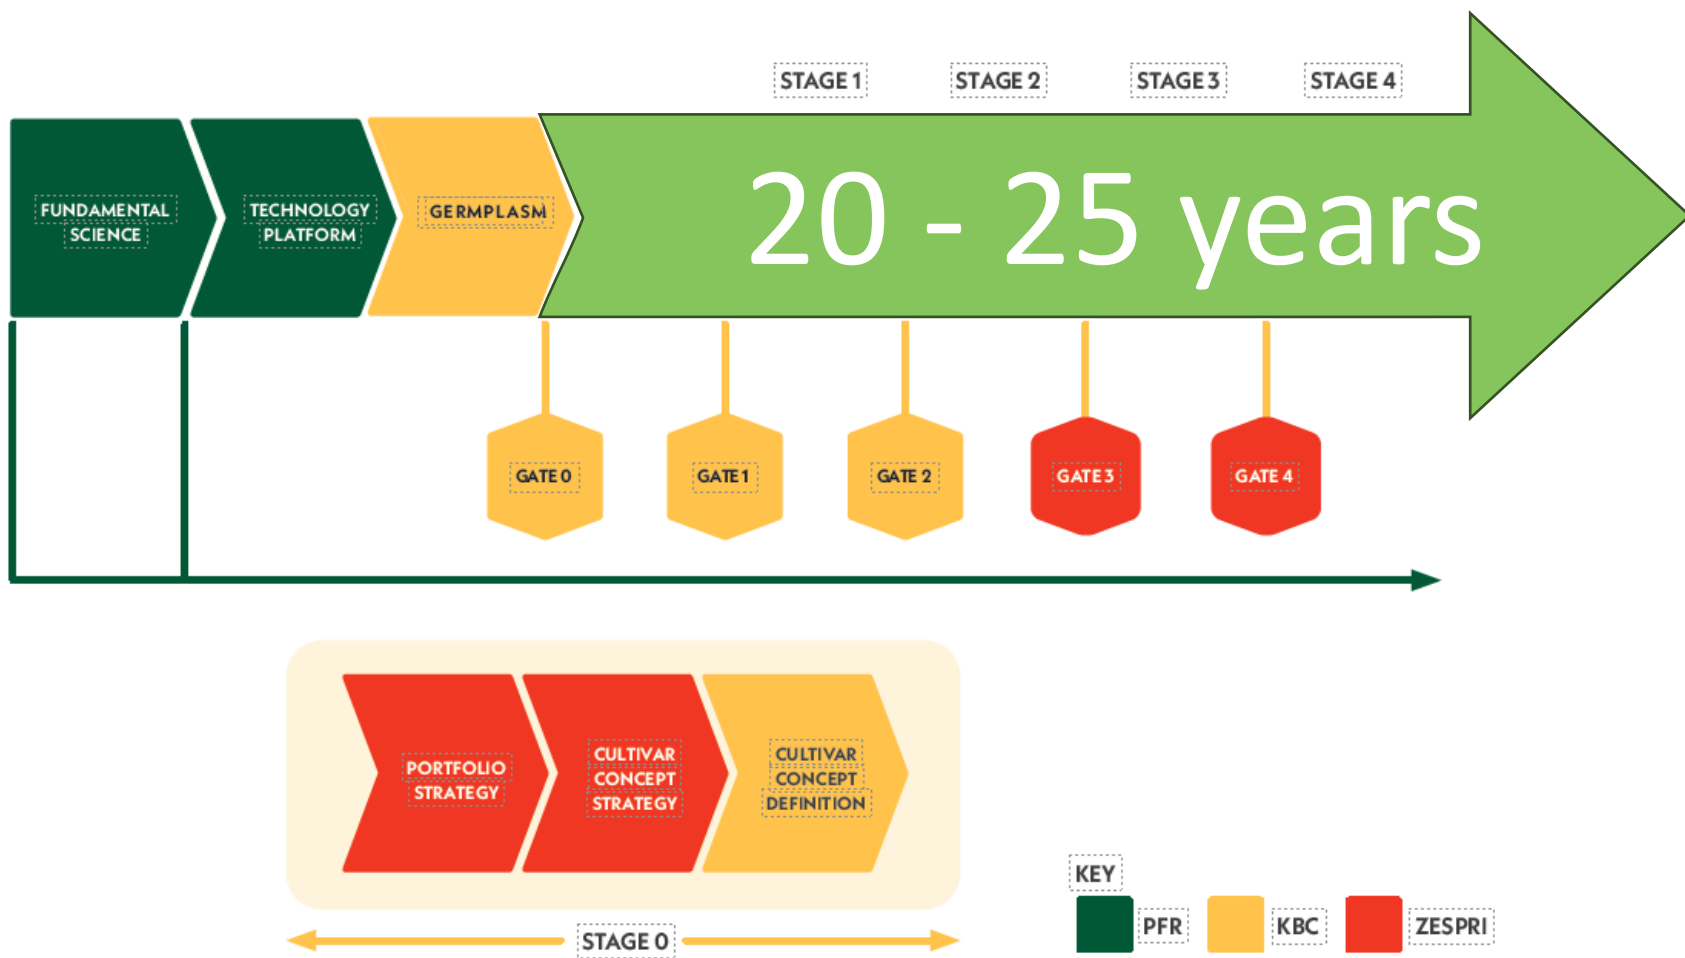 STAGE 1
STAGE 2
STAGE 3
STAGE 4
FUNDAMENTAL
SCIENCE
TECHNOLOGY
PLATFORM
GERMPLASM
20 - 25 years
GATE 0
GATE 1
GATE 2
GATE 3
GATE 4
PORTFOLIO
STRATEGY
CULTIVAR
CONCEPT
STRATEGY
CULTIVAR
CONCEPT
DEFINITION
STAGE 0
KEY
PFR
KBC
ZESPRI